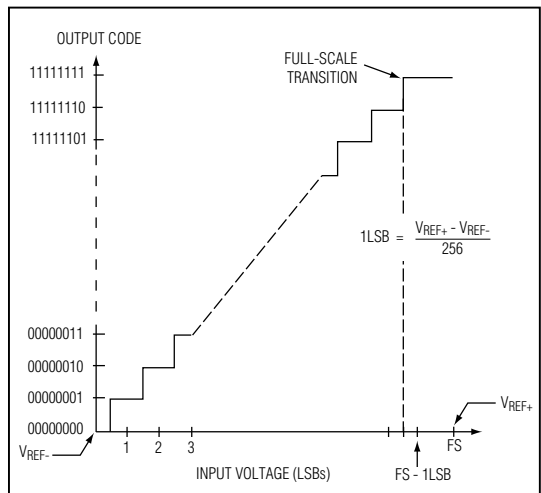 OUTPUT CODE
FULL-SCALE
TRANSITION
11111111
11111110
11111101
1LSB = VREF+ - VREF-
256
00000011
00000010
00000001
00000000
VREF-
1 2 3
FS
VREF+
INPUT VOLTAGE (LSBs)
FS - 1LSB